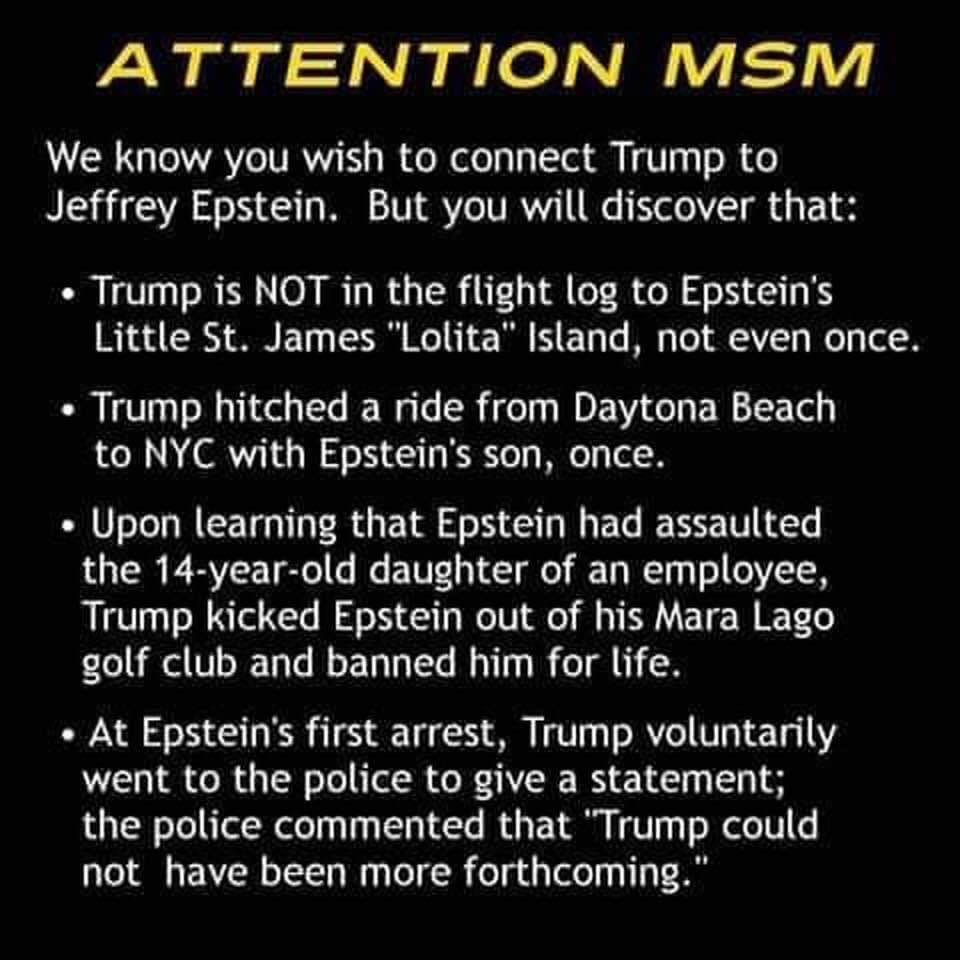 ATTENTION MSM
We know you wish to connect Trump to
Jeffrey Epstein.  But you will discover that:
• Trump is NOT in the flight log to Epstein's
Little St. James "Lolita" Island, not even once.
• Trump hitched a ride from Daytona Beach
to NYC with Epstein's son, once.
• Upon learning that Epstein had assaulted
the 14-year-old daughter of an employee,
Trump kicked Epstein out of his Mara Lago
golf club and banned him for life.
• At Epstein's first arrest, Trump voluntarily
went to the police to give a statement;
the police commented that "Trump could
not  have been more forthcoming."